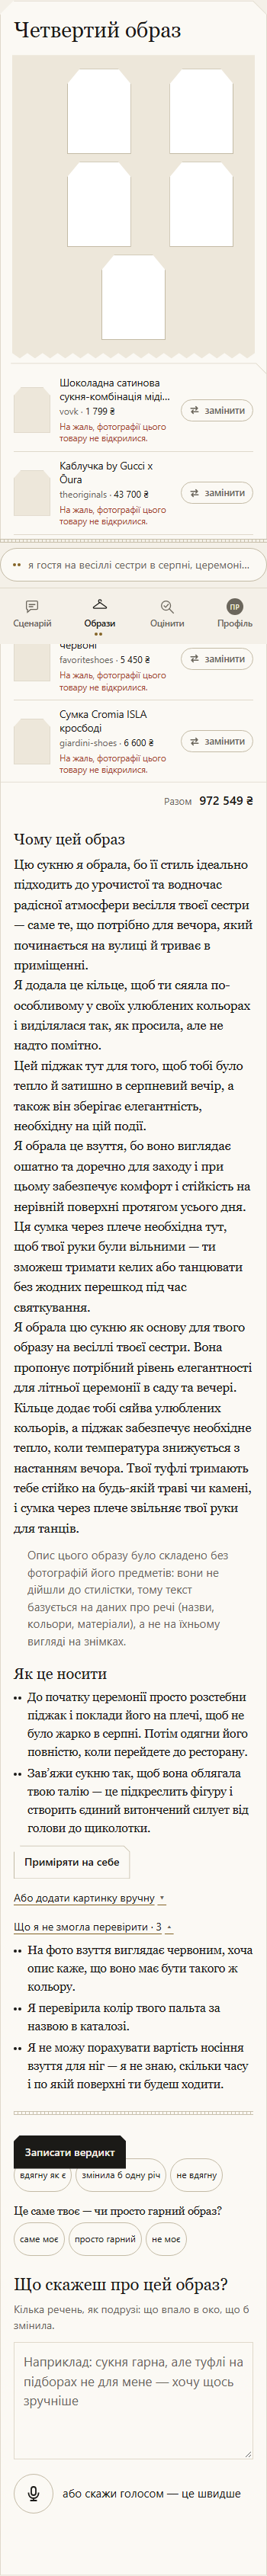 Четвертий образ
Шоколадна сатинова
сукня-комбінація міді...
vovk · 1 799 ₴
На жаль, фотографії цього
товару не відкрилися.
замінити
Каблучка by Gucci x
Ōura
theoriginals · 43 700 ₴
На жаль, фотографії цього
товару не відкрилися.
замінити
я гостя на весіллі сестри в серпні, церемоні...
Сценарій
Образи
Оцінити
ПР
Профіль
червоні
favoriteshoes · 5 450 ₴
На жаль, фотографії цього
товару не відкрилися.
замінити
Сумка Cromia ISLA
кросбоді
giardini-shoes · 6 600 ₴
На жаль, фотографії цього
товару не відкрилися.
замінити
Разом 972 549 ₴
Чому цей образ
Цю сукню я обрала, бо її стиль ідеально
підходить до урочистої та водночас
радісної атмосфери весілля твоєї сестри
— саме те, що потрібно для вечора, який
починається на вулиці й триває в
приміщенні.
Я додала це кільце, щоб ти сяяла по-
особливому у своїх улюблених кольорах
і виділялася так, як просила, але не
надто помітно.
Цей піджак тут для того, щоб тобі було
тепло й затишно в серпневий вечір, а
також він зберігає елегантність,
необхідну на цій події.
Я обрала це взуття, бо воно виглядає
ошатно та доречно для заходу і при
цьому забезпечує комфорт і стійкість на
нерівній поверхні протягом усього дня.
Ця сумка через плече необхідна тут,
щоб твої руки були вільними — ти
зможеш тримати келих або танцювати
без жодних перешкод під час
святкування.
Я обрала цю сукню як основу для твого
образу на весіллі твоєї сестри. Вона
пропонує потрібний рівень елегантності
для літньої церемонії в саду та вечері.
Кільце додає тобі сяйва улюблених
кольорів, а піджак забезпечує необхідне
тепло, коли температура знижується з
настанням вечора. Твої туфлі тримають
тебе стійко на будь-якій траві чи камені,
і сумка через плече звільняє твої руки
для танців.
Опис цього образу було складено без
фотографій його предметів: вони не
дійшли до стилістки, тому текст
базується на даних про речі (назви,
кольори, матеріали), а не на їхньому
вигляді на знімках.
Як це носити
До початку церемонії просто розстебни
піджак і поклади його на плечі, щоб не
було жарко в серпні. Потім одягни його
повністю, коли перейдете до ресторану.
Зав’яжи сукню так, щоб вона облягала
твою талію — це підкреслить фігуру і
створить єдиний витончений силует від
голови до щиколотки.
Приміряти на себе
Або додати картинку вручну
Що я не змогла перевірити · 3
На фото взуття виглядає червоним, хоча
опис каже, що воно має бути такого ж
кольору.
Я перевірила колір твого пальта за
назвою в каталозі.
Я не можу порахувати вартість носіння
взуття для ніг — я не знаю, скільки часу
і по якій поверхні ти будеш ходити.
Записати вердикт
вдягну як є
змінила б одну річ
не вдягну
Це саме твоє — чи просто гарний образ?
саме моє
просто гарний
не моє
Що скажеш про цей образ?
Кілька речень, як подрузі: що впало в око, що б
змінила.
Наприклад: сукня гарна, але туфлі на
підборах не для мене — хочу щось
зручніше
або скажи голосом — це швидше